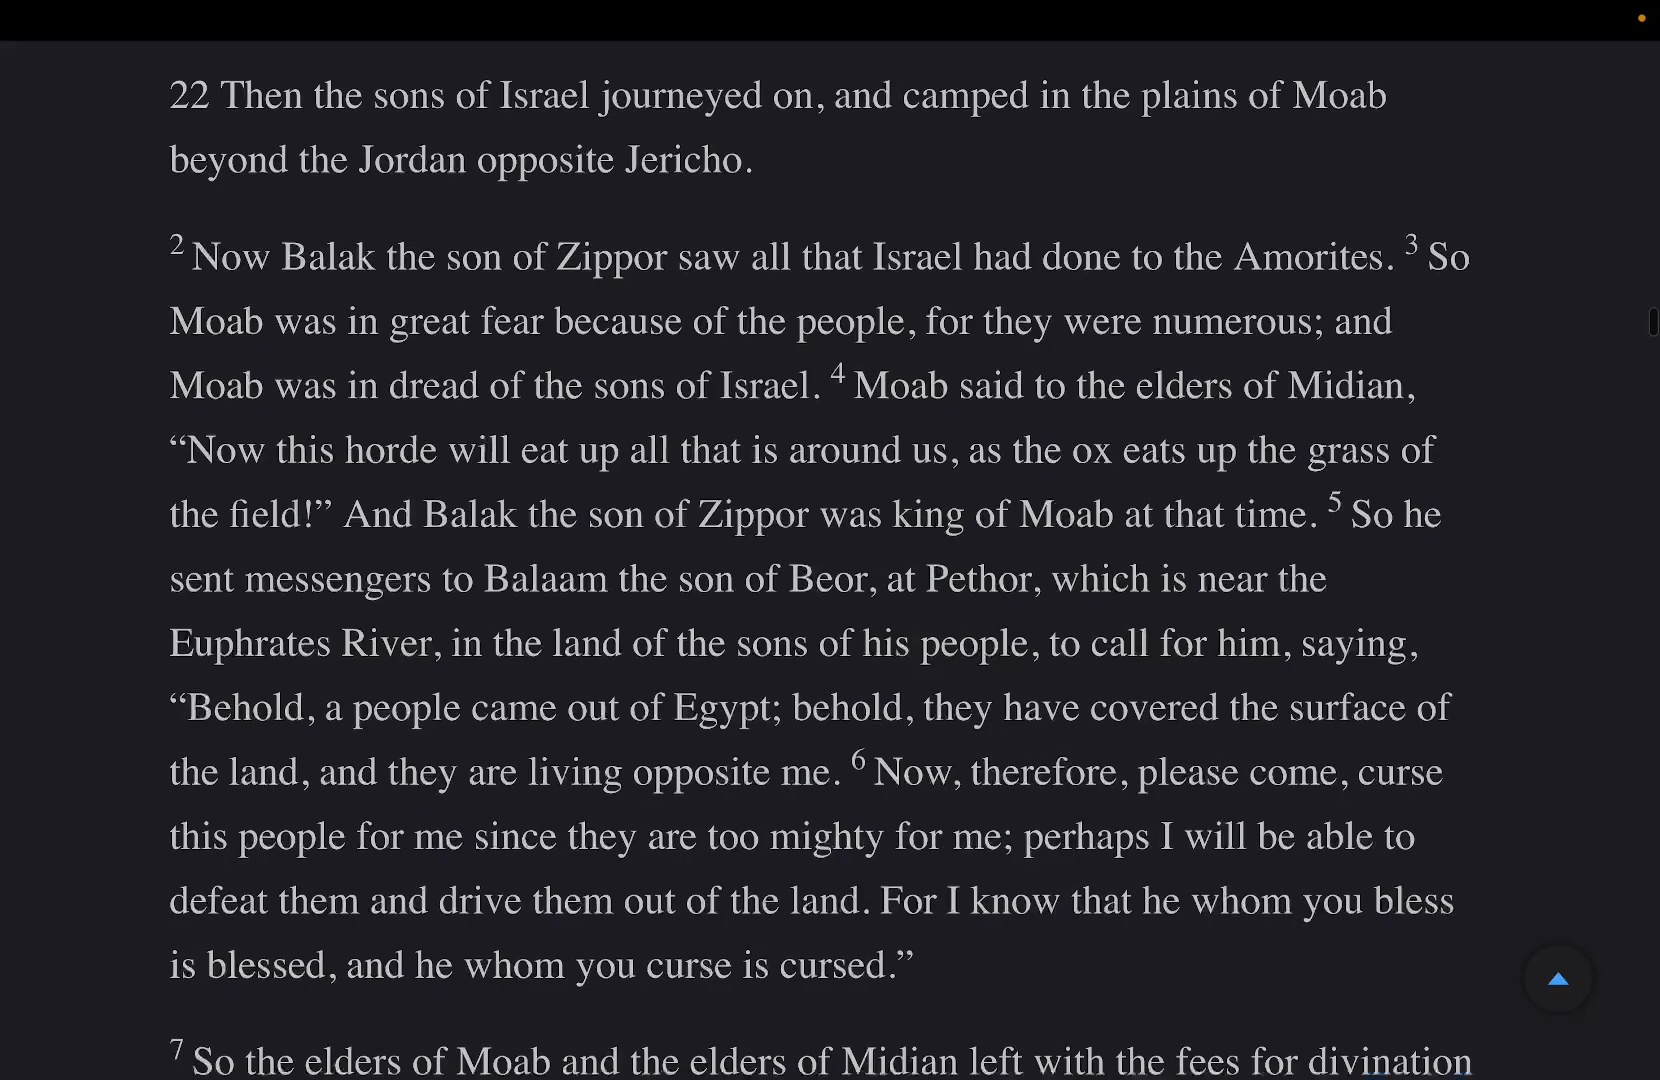 22 Then the sons of Israel journeyed on, and camped in the plains of Moab
beyond the Jordan opposite Jericho.
2 Now Balak the son of Zippor saw all that Israel had done to the Amorites. 3 So
Moab was in great fear because of the people, for they were numerous; and
Moab was in dread of the sons of Israel. 4 Moab said to the elders of Midian,
“Now this horde will eat up all that is around us, as the ox eats up the grass of
the field!” And Balak the son of Zippor was king of Moab at that time. 5 So he
sent messengers to Balaam the son of Beor, at Pethor, which is near the
Euphrates River, in the land of the sons of his people, to call for him, saying,
“Behold, a people came out of Egypt; behold, they have covered the surface of
the land, and they are living opposite me. 6 Now, therefore, please come, curse
this people for me since they are too mighty for me; perhaps I will be able to
defeat them and drive them out of the land. For I know that he whom you bless
is blessed, and he whom you curse is cursed.”
7 So the elders of Moab and the elders of Midian left with the fees for divination